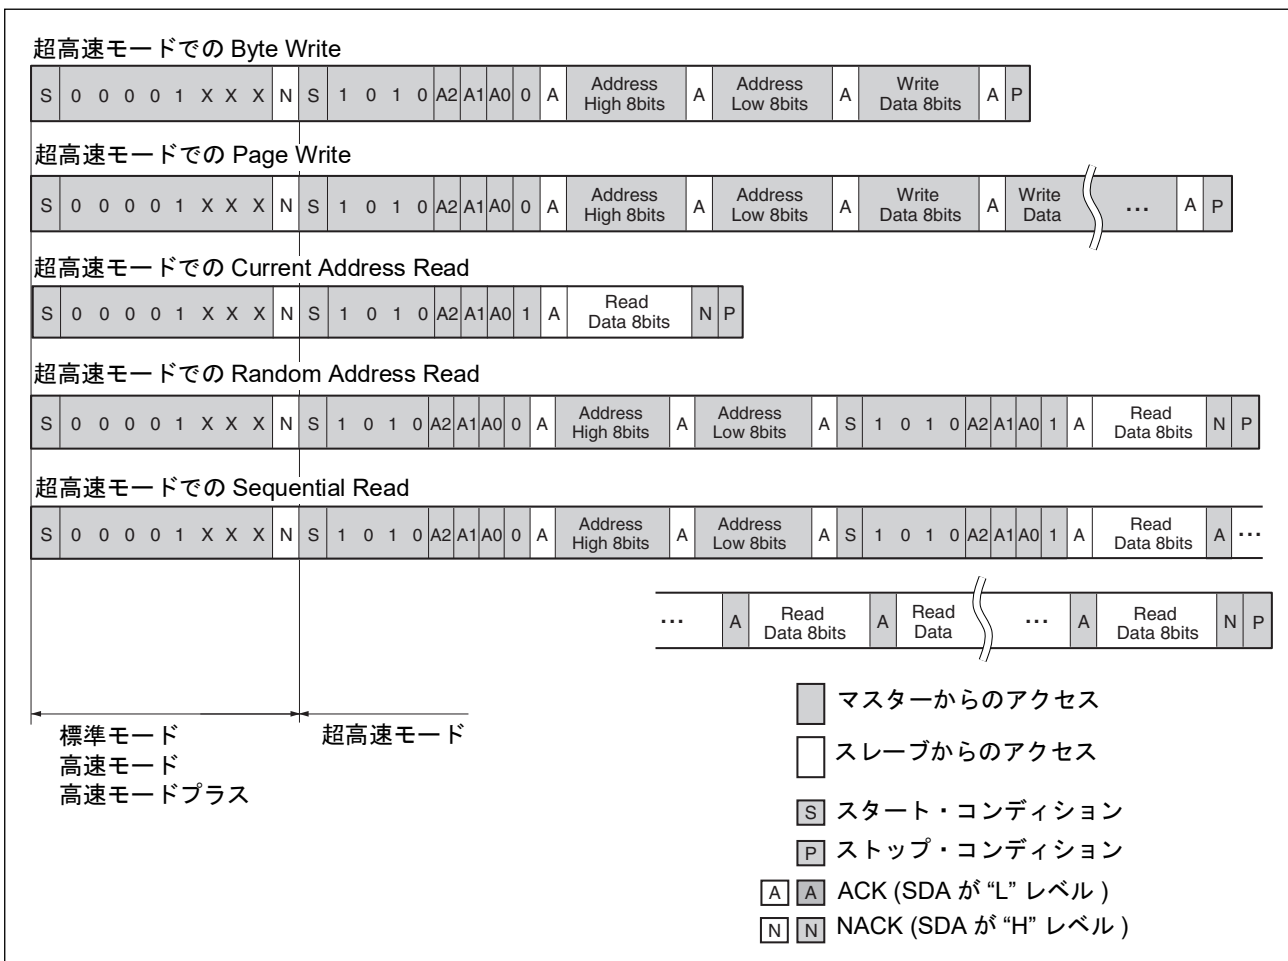 超高速モードでの Byte Write
S 0 0 0 0 1 X X X N S 1 0 1 0 A2 A1 A0 0 A Address High 8bits A Address Low 8bits A Write Data 8bits A P
超高速モードでの Page Write
S 0 0 0 0 1 X X X N S 1 0 1 0 A2 A1 A0 0 A Address High 8bits A Address Low 8bits A Write Data 8bits A Write Data ... A P
超高速モードでの Current Address Read
S 0 0 0 0 1 X X X N S 1 0 1 0 A2 A1 A0 1 A Read Data 8bits N P
超高速モードでの Random Address Read
S 0 0 0 0 1 X X X N S 1 0 1 0 A2 A1 A0 0 A Address High 8bits A Address Low 8bits A S 1 0 1 0 A2 A1 A0 1 A Read Data 8bits N P
超高速モードでの Sequential Read
S 0 0 0 0 1 X X X N S 1 0 1 0 A2 A1 A0 0 A Address High 8bits A Address Low 8bits A S 1 0 1 0 A2 A1 A0 1 A Read Data 8bits A ...
... A Read Data 8bits A Read Data ... A Read Data 8bits N P
標準モード
高速モード
高速モードプラス
超高速モード
マスターからのアクセス
スレーブからのアクセス
S スタート・コンディション
P ストップ・コンディション
A A ACK (SDA が “L” レベル )
N N NACK (SDA が “H” レベル )